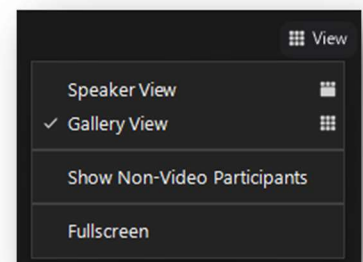 View
Speaker View
Gallery View
Show Non-Video Participants
Fullscreen